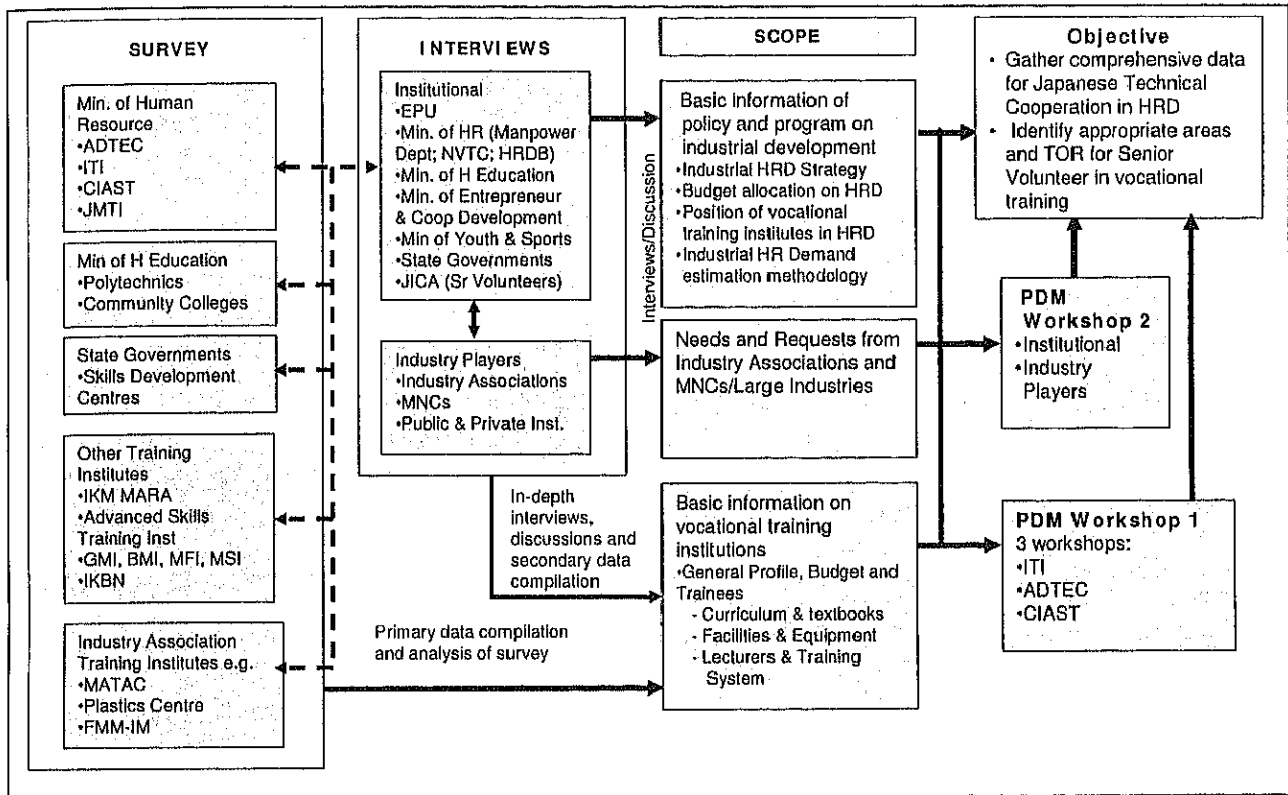 SURVEY
Min. of Human
Resource
•ADTEC
•ITI
•CIAST
•JMTI
Min of H Education
•Polytechnics
•Community Colleges
State Governments
•Skills Development
Centres
Other Training
Institutes
•IKM MARA
•Advanced Skills
Training Inst
•GMI, BMI, MFI, MSI
•IKBN
Industry Association
Training Institutes e.g.
•MATAC
•Plastics Centre
•FMM-IM
INTERVIEWS
Institutional
•EPU
•Min. of HR (Manpower
Dept; NVTC; HRDB)
•Min. of H Education
•Min. of Entrepreneur
& Coop Development
•Min of Youth & Sports
•State Governments
•JICA (Sr Volunteers)
Industry Players
•Industry Associations
•MNCs
•Public & Private Inst.
In-depth
interviews,
discussions and
secondary data
compilation
Primary data compilation
and analysis of survey
Interviews/Discussion
SCOPE
Basic Information of
policy and program on
industrial development
•Industrial HRD Strategy
•Budget allocation on HRD
•Position of vocational
training institutes in HRD
•Industrial HR Demand
estimation methodology
Needs and Requests from
Industry Associations and
MNCs/Large Industries
Basic information on
vocational training
institutions
•General Profile, Budget and
Trainees
- Curriculum & textbooks
- Facilities & Equipment
- Lecturers & Training
System
Objective
• Gather comprehensive data
for Japanese Technical
Cooperation in HRD
• Identify appropriate areas
and TOR for Senior
Volunteer in vocational
training
PDM
Workshop 2
•Institutional
•Industry
Players
PDM Workshop 1
3 workshops:
•ITI
•ADTEC
•CIAST